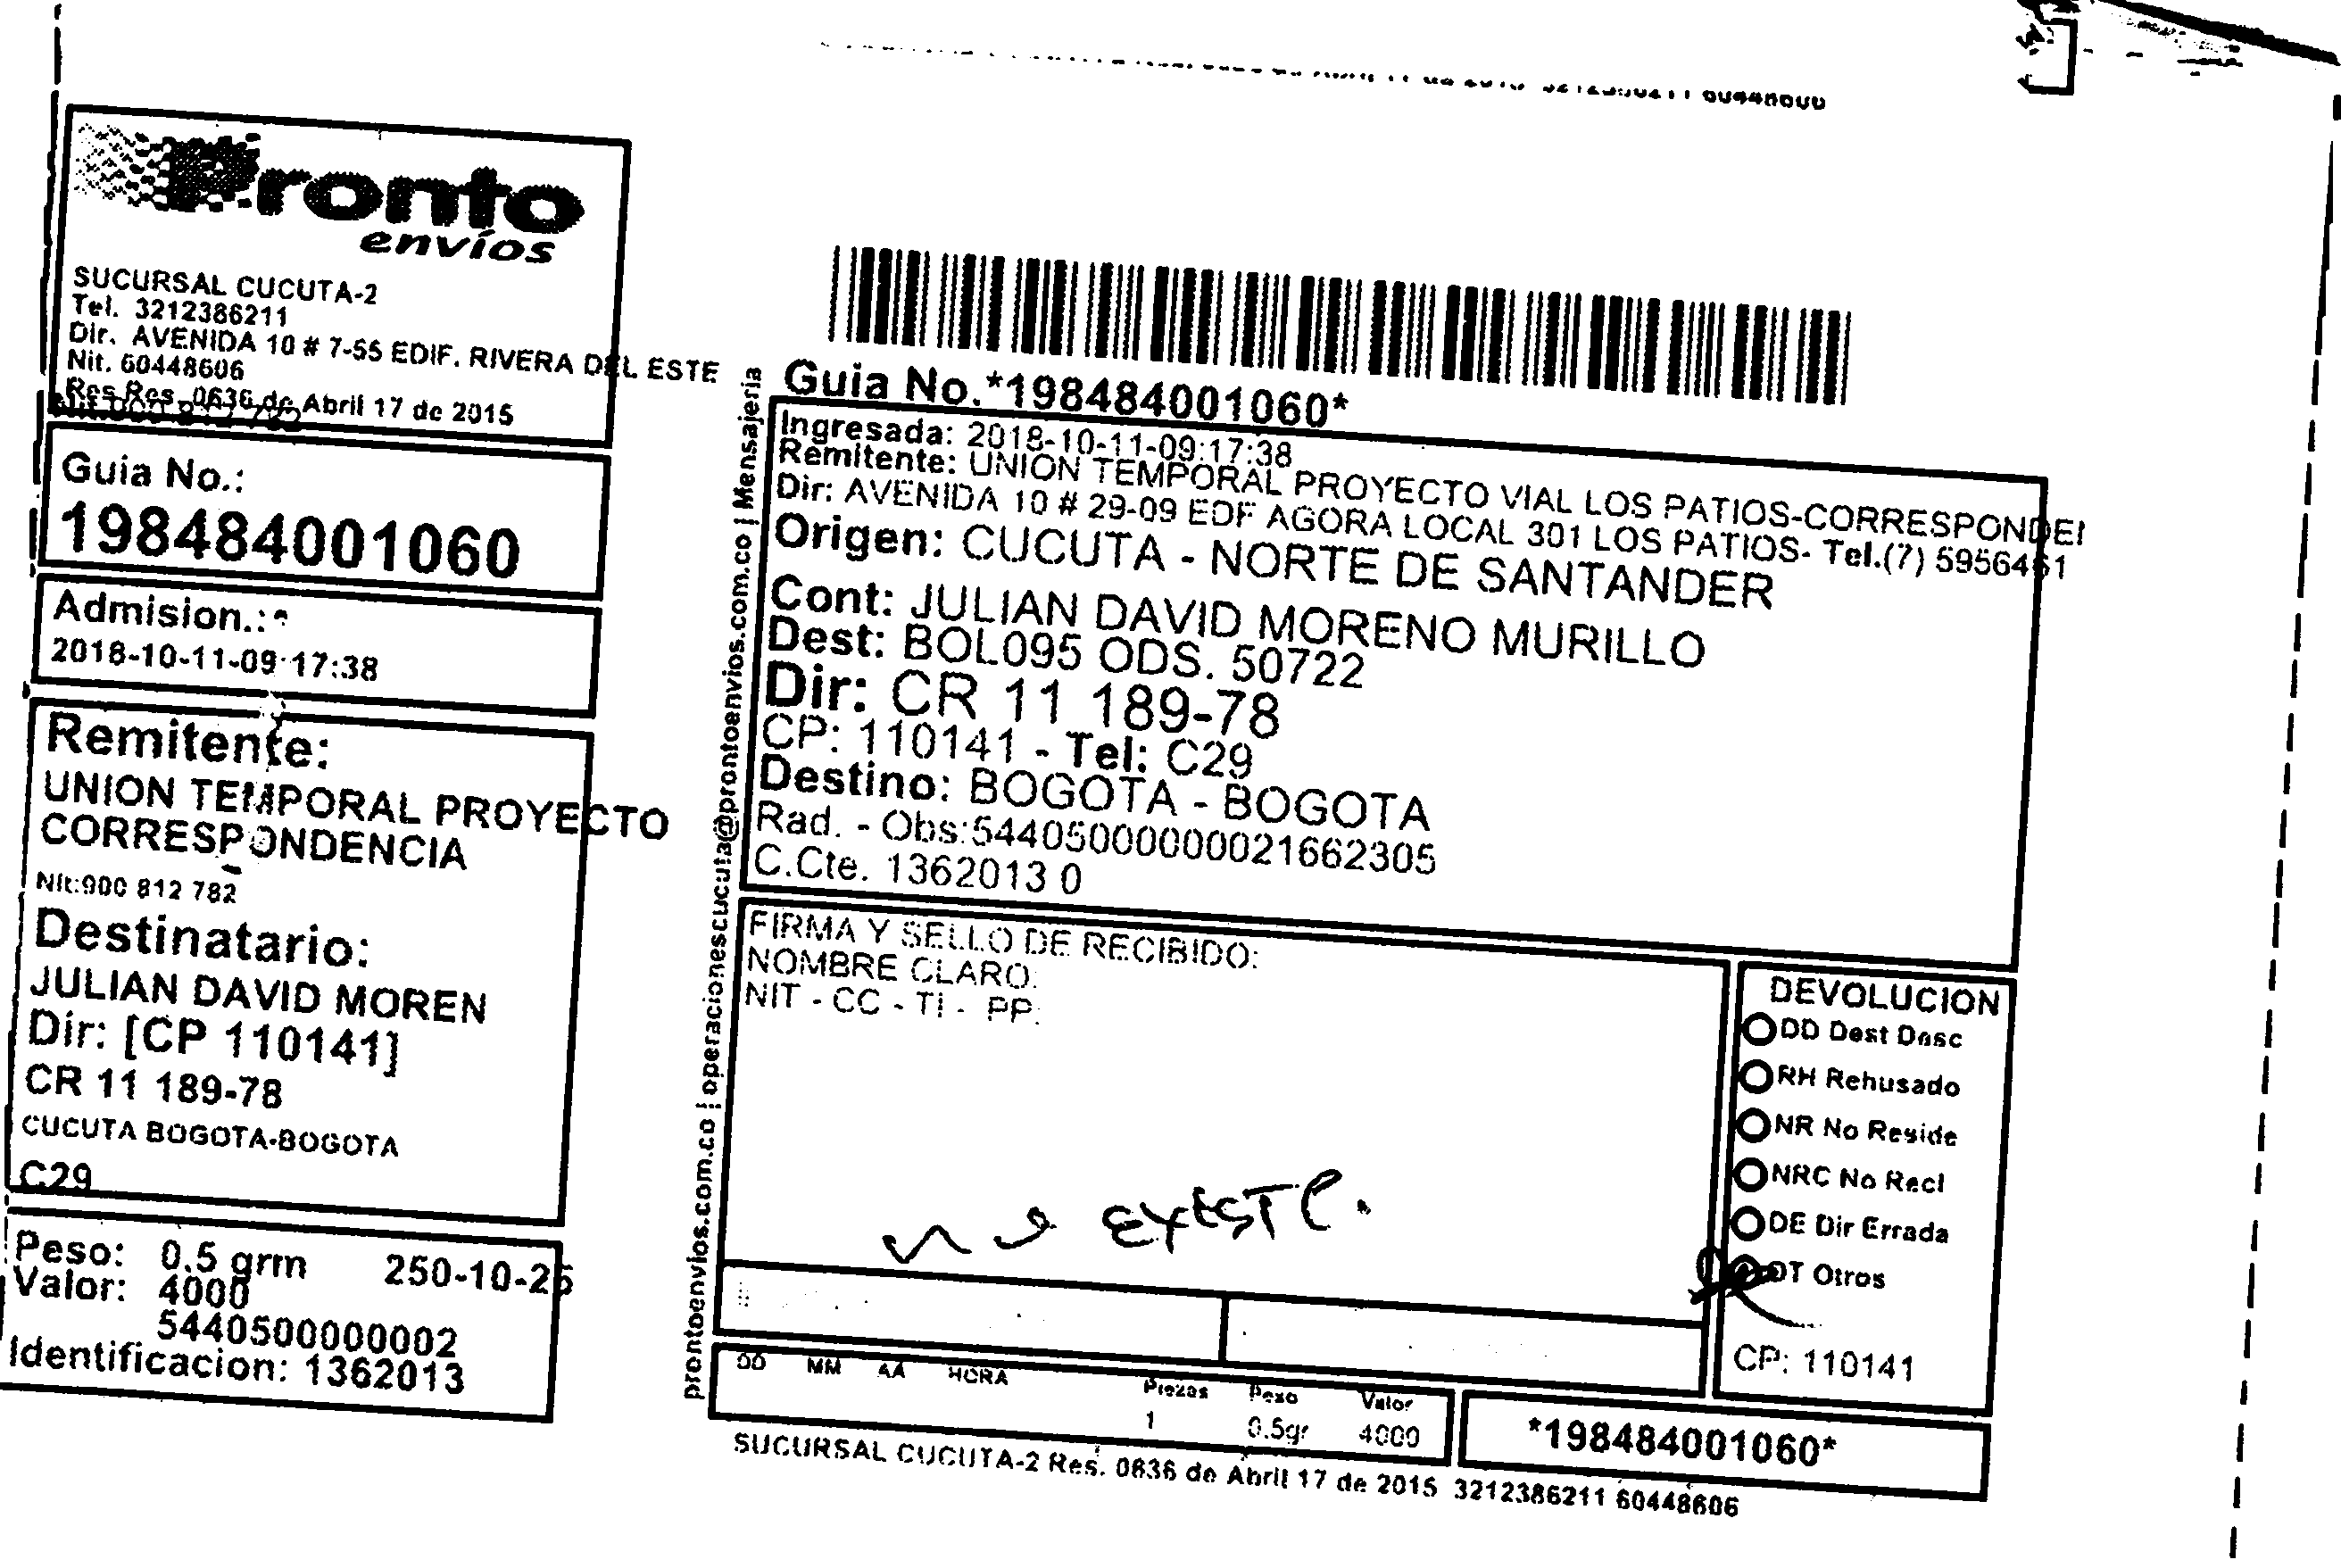 Pronto
envíos
SUCURSAL CUCUTA-2
Tel. 3212386211
Dir. AVENIDA 10 # 7-55 EDIF. RIVERA DEL ESTE
Nit. 60448606
Res Res. 0636 de Abril 17 de 2015
Guia No.:
198484001060
Admision.:
2018-10-11-09:17:38
Remitente:
UNION TEMPORAL PROYECTO
CORRESPONDENCIA
Nit:900 812 782
Destinatario:
JULIAN DAVID MOREN
Dir: [CP 110141]
CR 11 189-78
CUCUTA BOGOTA-BOGOTA
C29
Peso: 0.5 grm 250-10-25
Valor: 4000
5440500000002
Identificacion: 1362013
prontoenvios.com.co | operacionescucuta@prontoenvios.com.co | Mensajeria
Guia No.*198484001060*
Ingresada: 2018-10-11-09:17:38
Remitente: UNION TEMPORAL PROYECTO VIAL LOS PATIOS-CORRESPONDEN
Dir: AVENIDA 10 # 29-09 EDF AGORA LOCAL 301 LOS PATIOS- Tel.(7) 5956461
Origen: CUCUTA - NORTE DE SANTANDER
Cont: JULIAN DAVID MORENO MURILLO
Dest: BOL095 ODS. 50722
Dir: CR 11 189-78
CP: 110141 - Tel: C29
Destino: BOGOTA - BOGOTA
Rad. - Obs:544050000000021662305
C.Cte. 1362013 0
FIRMA Y SELLO DE RECIBIDO:
NOMBRE CLARO:
NIT - CC - TI - PP:
no EXISTE.
DEVOLUCION
DD Dest Desc
RH Rehusado
NR No Reside
NRC No Recl
DE Dir Errada
OT Otros
CP: 110141
DD MM AA HORA Piezas Peso Valor
1 0.5gr 4000
*198484001060*
SUCURSAL CUCUTA-2 Res. 0636 de Abril 17 de 2015 3212386211 60448606